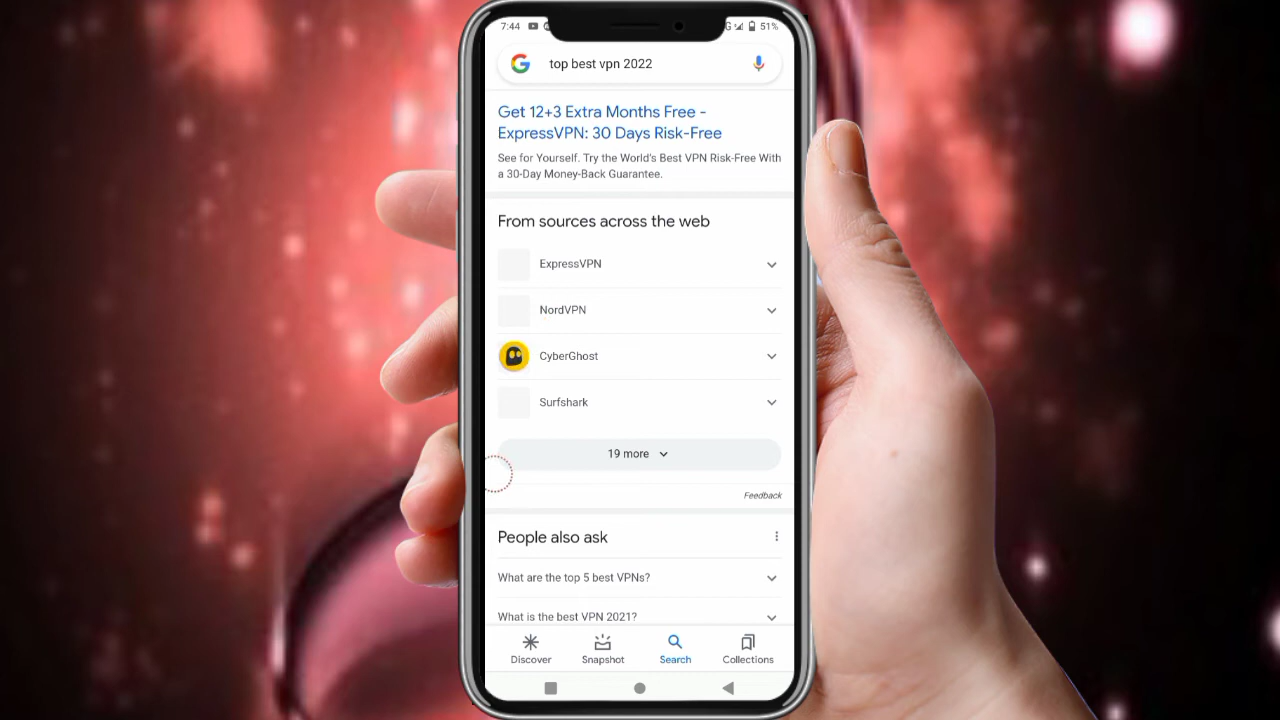 7:44
G 51%
top best vpn 2022
Get 12+3 Extra Months Free -
ExpressVPN: 30 Days Risk-Free
See for Yourself. Try the World's Best VPN Risk-Free With
a 30-Day Money-Back Guarantee.
From sources across the web
ExpressVPN
NordVPN
CyberGhost
Surfshark
19 more
Feedback
People also ask
What are the top 5 best VPNs?
What is the best VPN 2021?
Discover Snapshot Search Collections